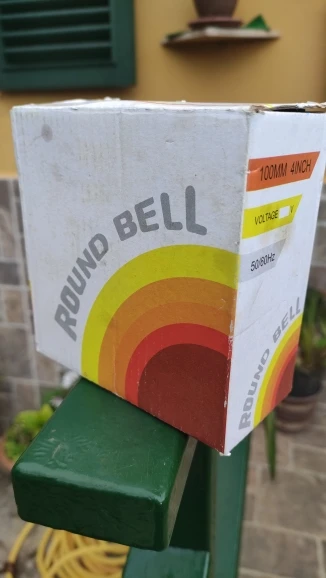 ROUND BELL
100MM 4INCH
VOLTAGE V
50/60Hz
ROUND BELL